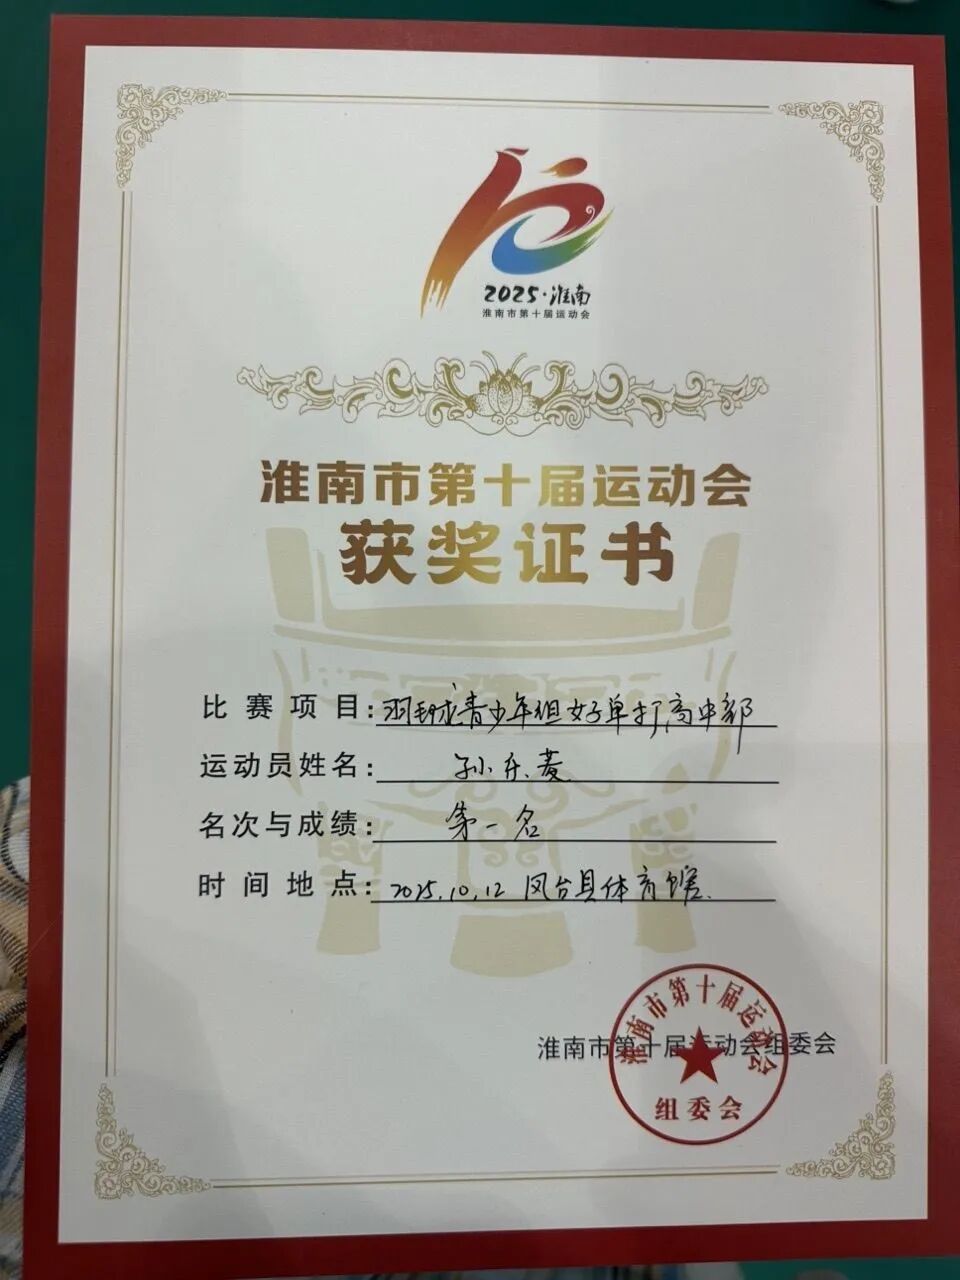 2025·淮南
淮南市第十届运动会
淮南市第十届运动会
获奖证书
比赛项目：羽毛球青少年组女子单打高中部
运动员姓名：孙乐菱
名次与成绩：第一名
时间地点：2025.10.12 凤台县体育馆.
淮南市第十届运动会组委会
淮南市第十届运动会
组委会